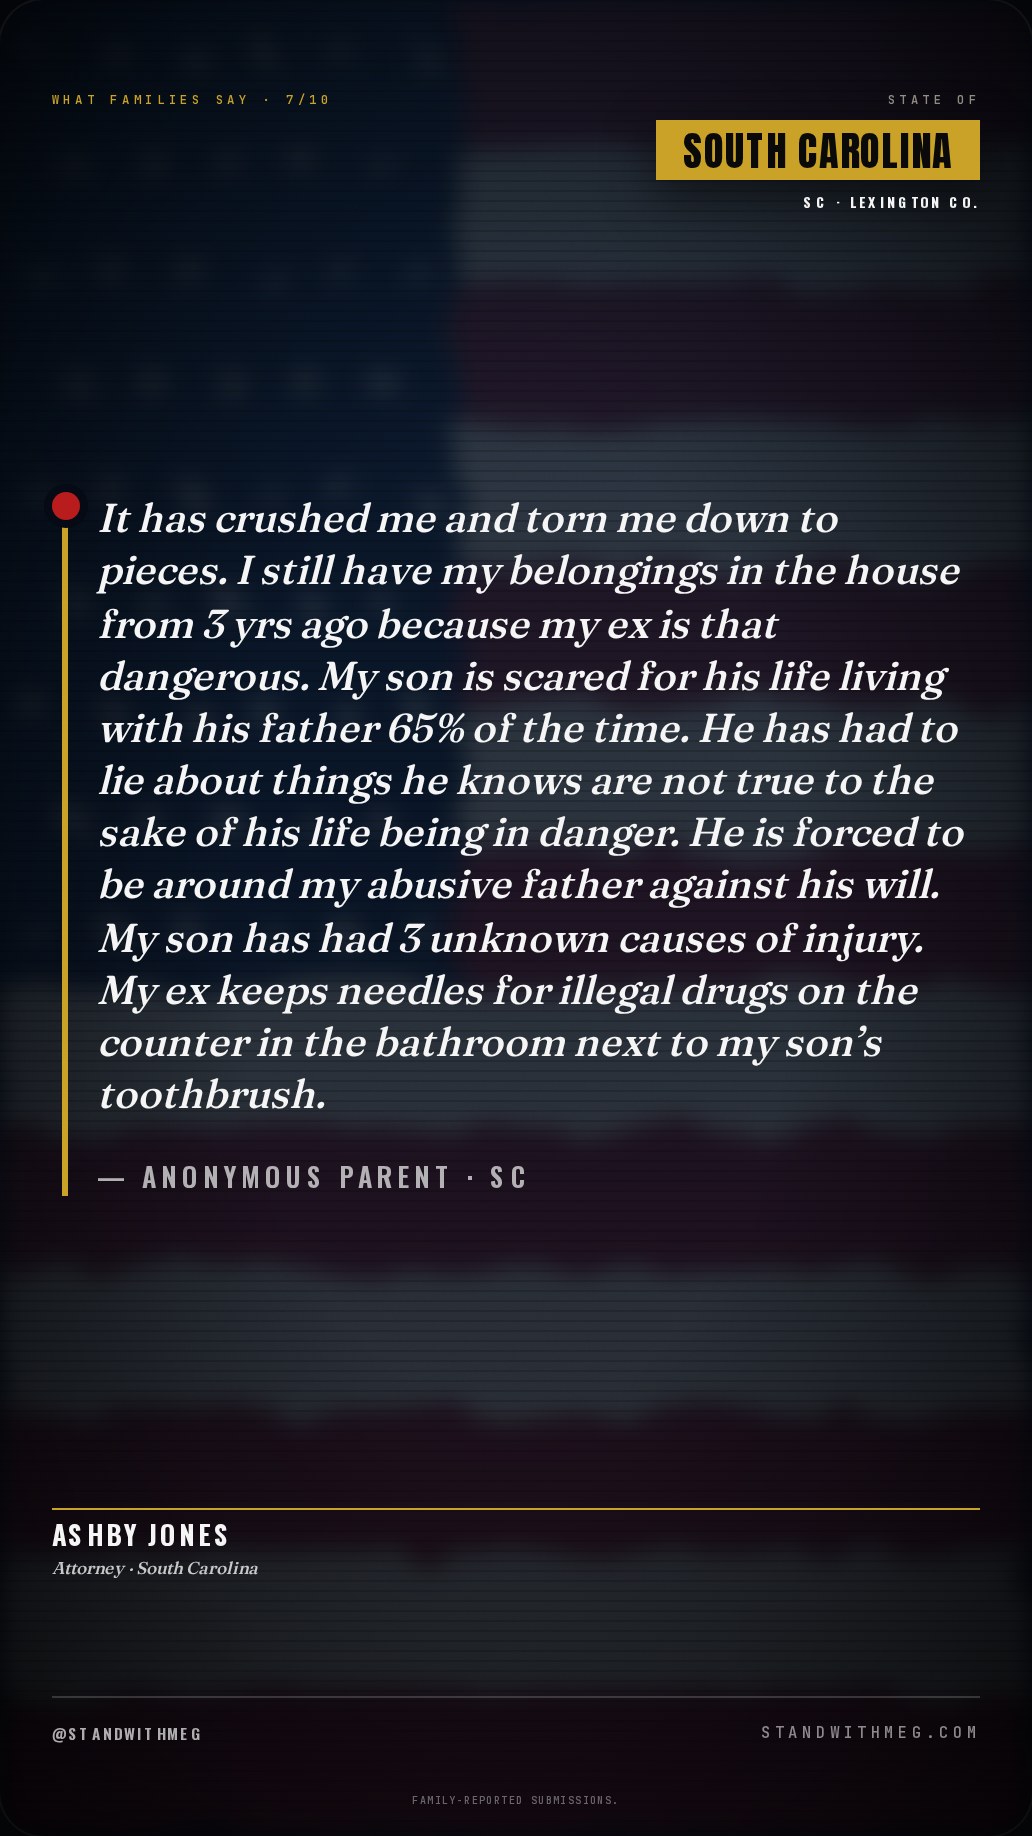 WHAT FAMILIES SAY · 7/10
STATE OF
SOUTH CAROLINA
SC · LEXINGTON CO.
It has crushed me and torn me down to
pieces. I still have my belongings in the house
from 3 yrs ago because my ex is that
dangerous. My son is scared for his life living
with his father 65% of the time. He has had to
lie about things he knows are not true to the
sake of his life being in danger. He is forced to
be around my abusive father against his will.
My son has had 3 unknown causes of injury.
My ex keeps needles for illegal drugs on the
counter in the bathroom next to my son’s
toothbrush.
— ANONYMOUS PARENT · SC
ASHBY JONES
Attorney · South Carolina
@STANDWITHMEG
STANDWITHMEG.COM
FAMILY-REPORTED SUBMISSIONS.